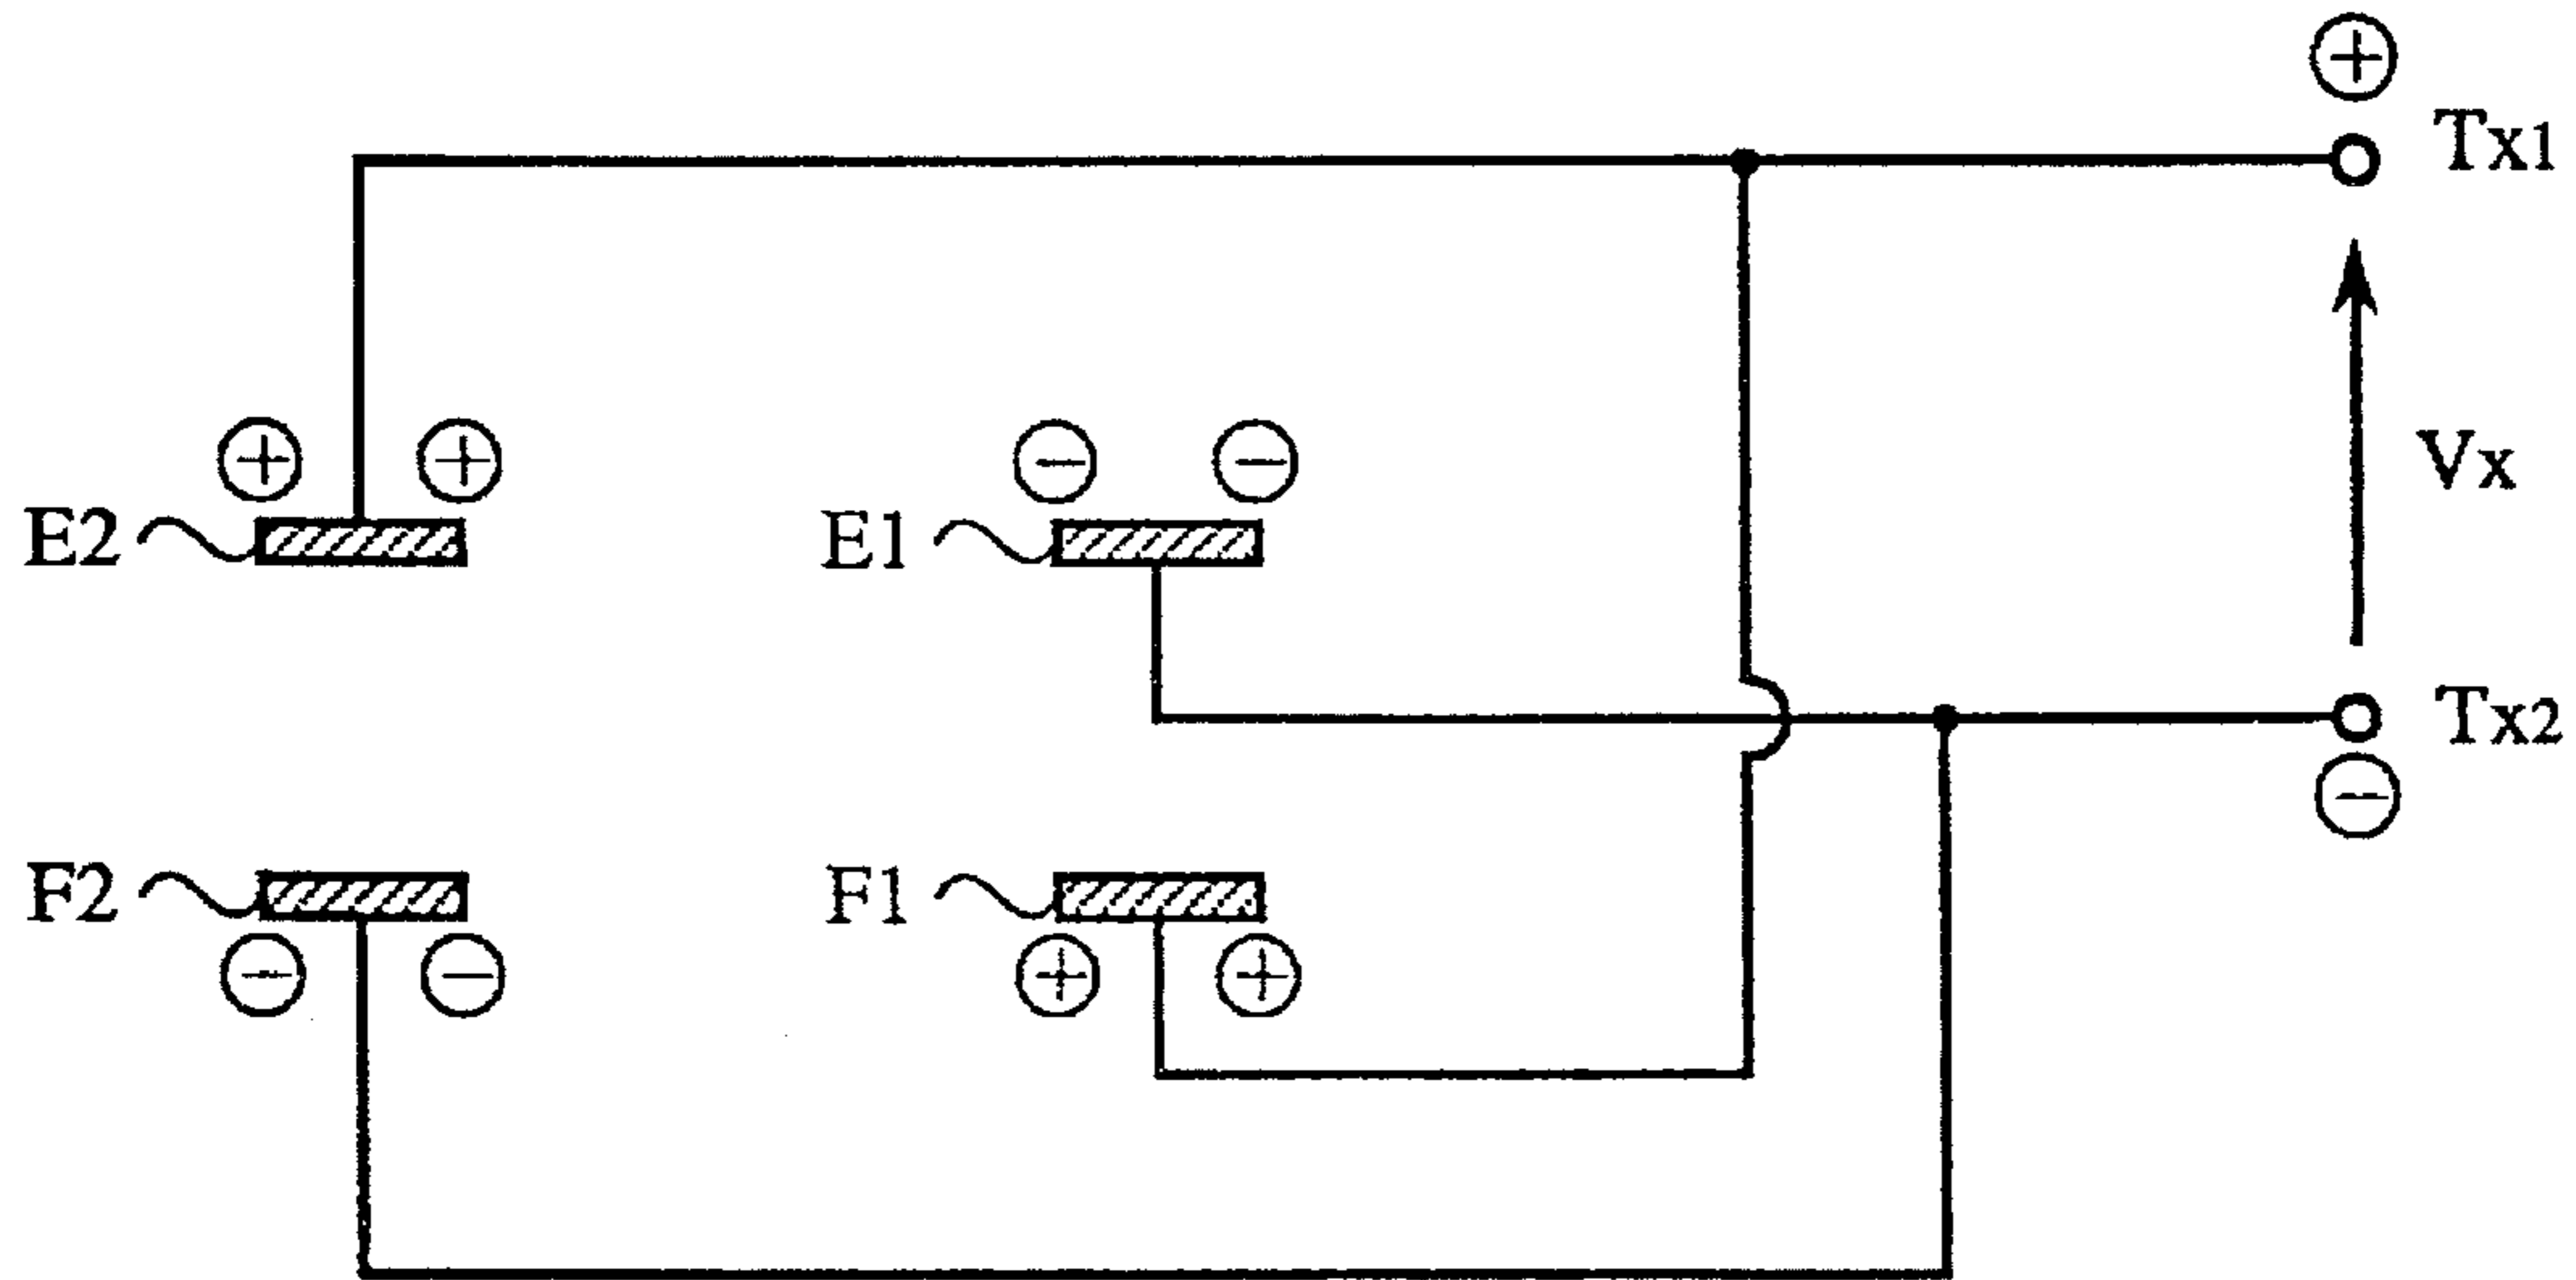 ⊕
Tx1
⊕ ⊕ ⊖ ⊖
Vx
E2 E1
Tx2
⊖
F2 F1
⊖ ⊖ ⊕ ⊕